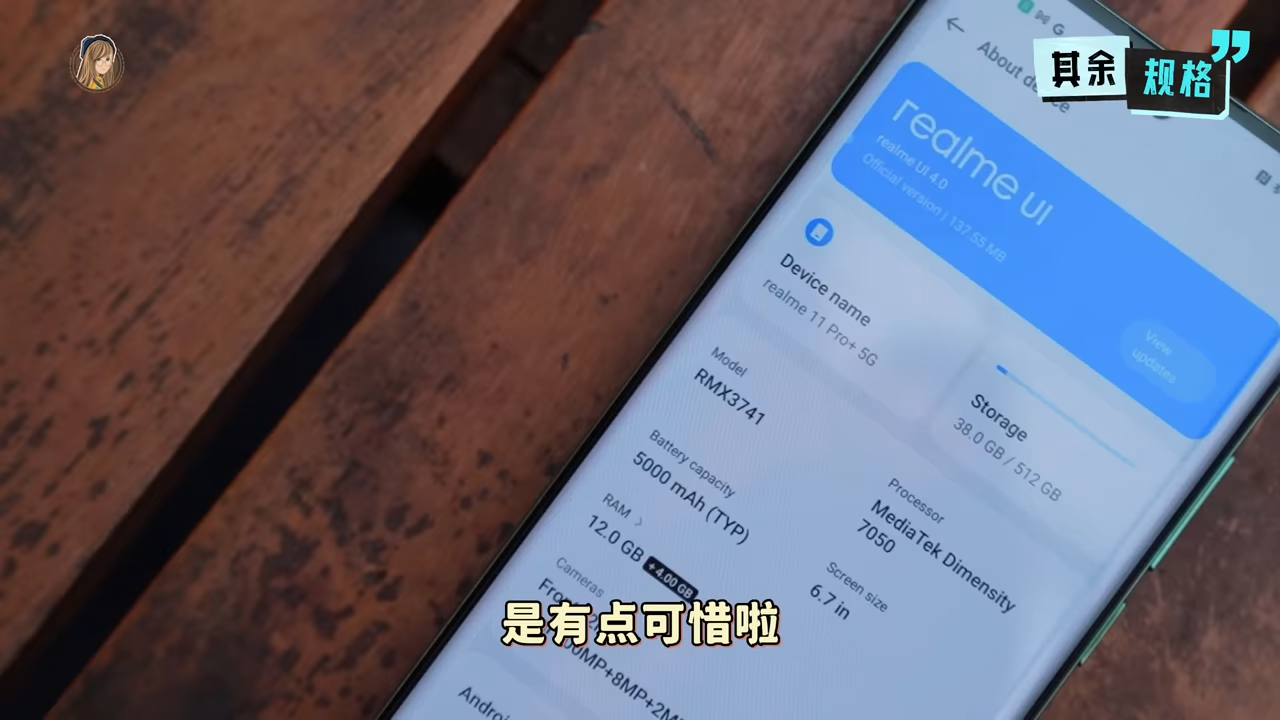 其余
规格
G
About device
realme UI
realme UI 4.0
Official version | 137.55 MB
View
updates
Device name
realme 11 Pro+ 5G
Storage
38.0 GB / 512 GB
Model
RMX3741
Battery capacity
5000 mAh (TYP)
Processor
MediaTek Dimensity
7050
RAM
12.0 GB +4.00 GB
Screen size
6.7 in
Cameras
是有点可惜啦